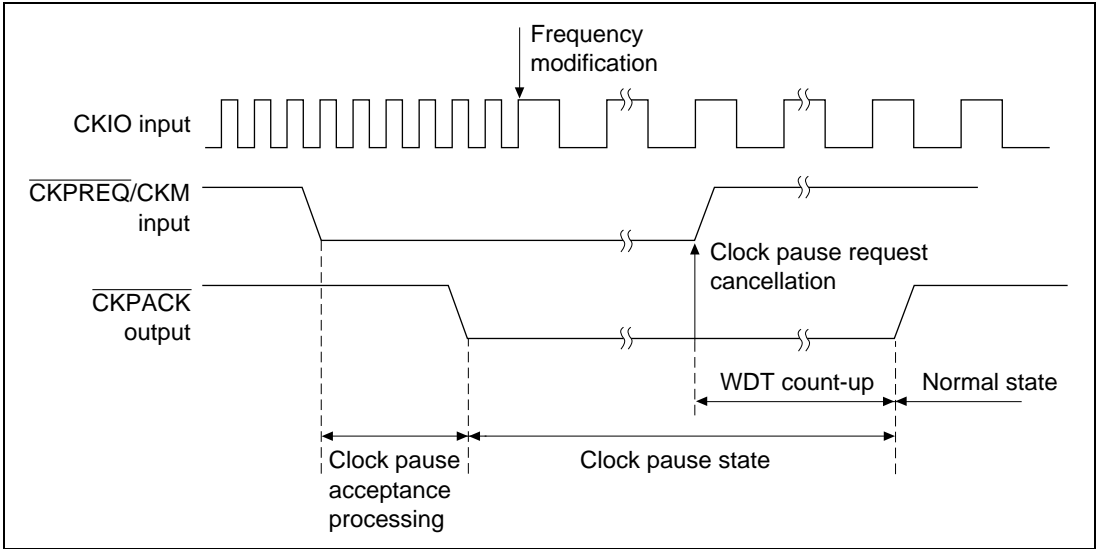 Frequency
modification
CKIO input
CKPREQ/CKM
input
Clock pause request
cancellation
CKPACK
output
WDT count-up
Normal state
Clock pause
acceptance
processing
Clock pause state